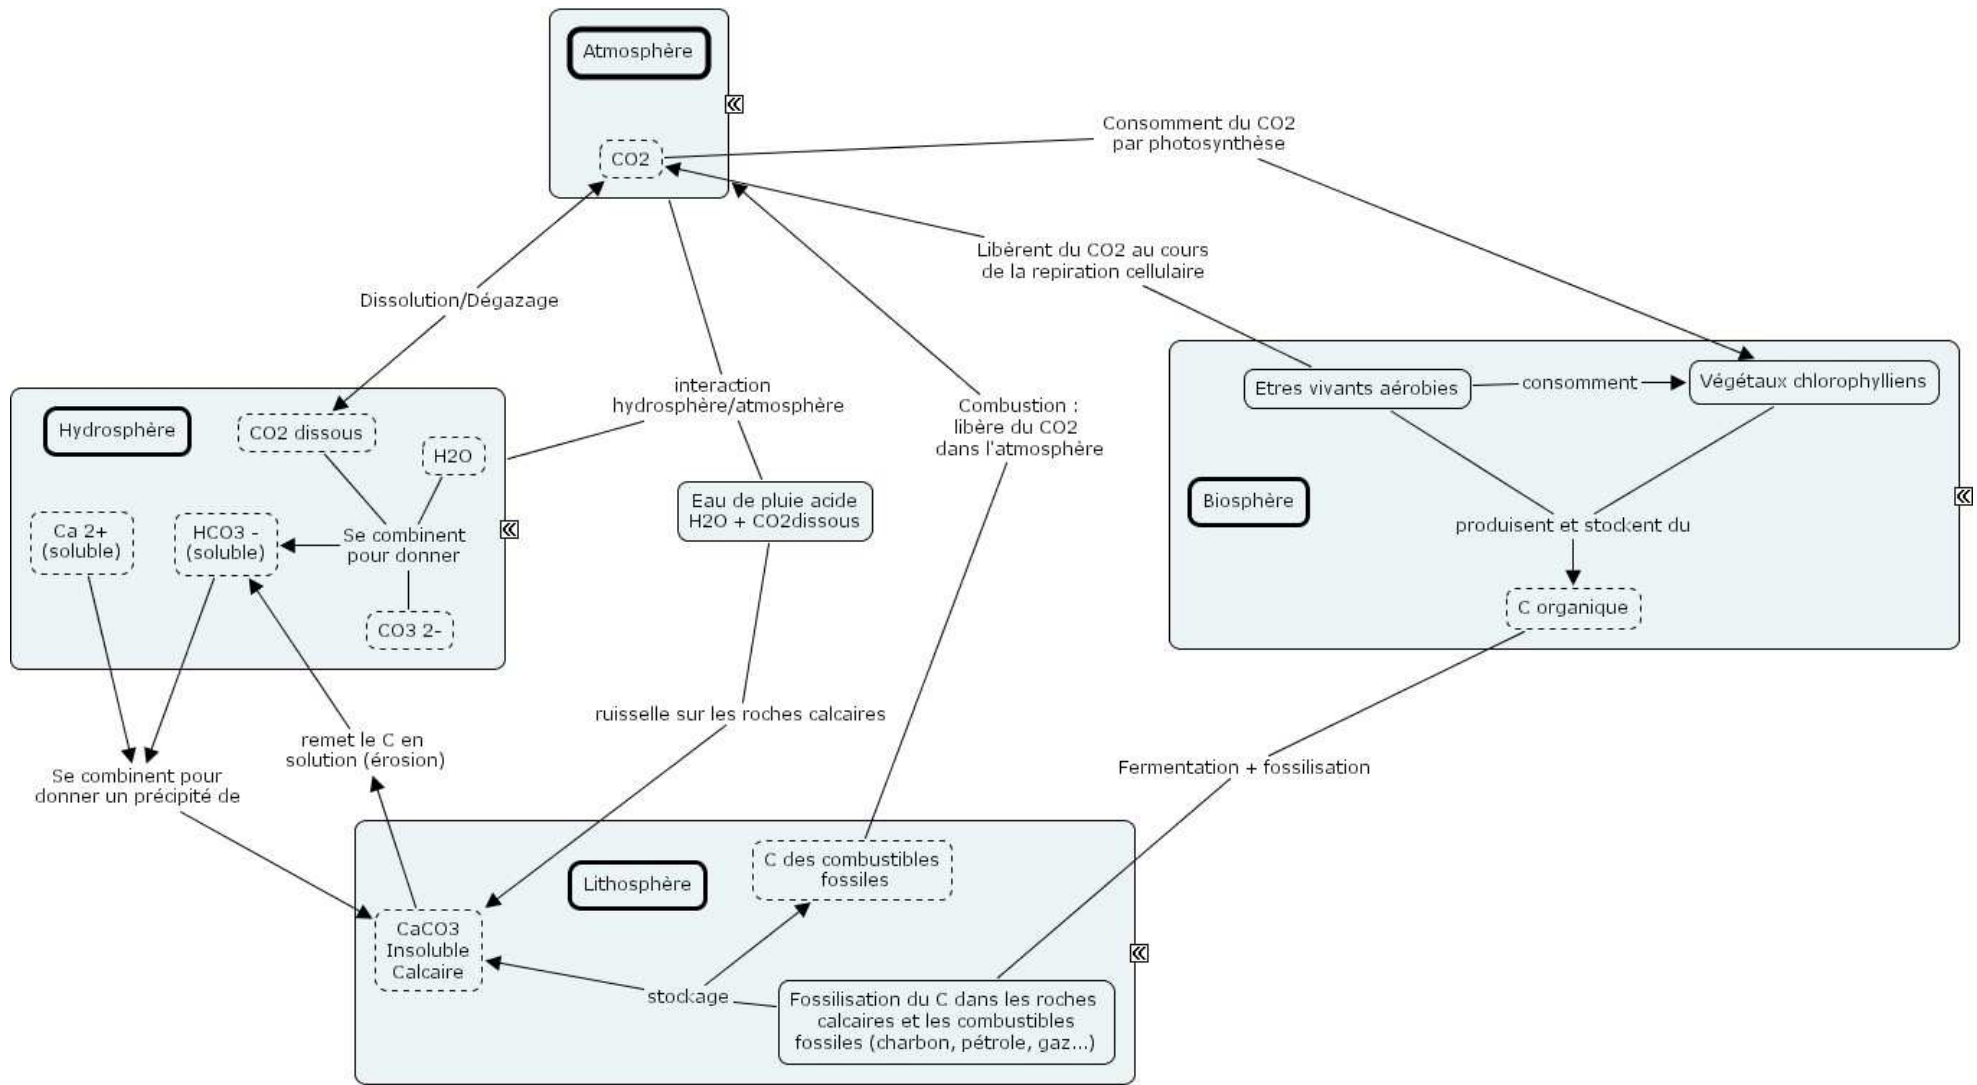 Atmosphère
CO2
Consomment du CO2
par photosynthèse
Libèrent du CO2 au cours
de la repiration cellulaire
Dissolution/Dégazage
interaction
hydrosphère/atmosphère
Combustion :
libère du CO2
dans l'atmosphère
Hydrosphère
CO2 dissous
H2O
Ca 2+
(soluble)
HCO3 -
(soluble)
Se combinent
pour donner
CO3 2-
Eau de pluie acide
H2O + CO2dissous
Etres vivants aérobies
consomment
Végétaux chlorophylliens
Biosphère
produisent et stockent du
C organique
ruisselle sur les roches calcaires
remet le C en
solution (érosion)
Se combinent pour
donner un précipité de
Fermentation + fossilisation
Lithosphère
C des combustibles
fossiles
CaCO3
Insoluble
Calcaire
stockage
Fossilisation du C dans les roches
calcaires et les combustibles
fossiles (charbon, pétrole, gaz...)